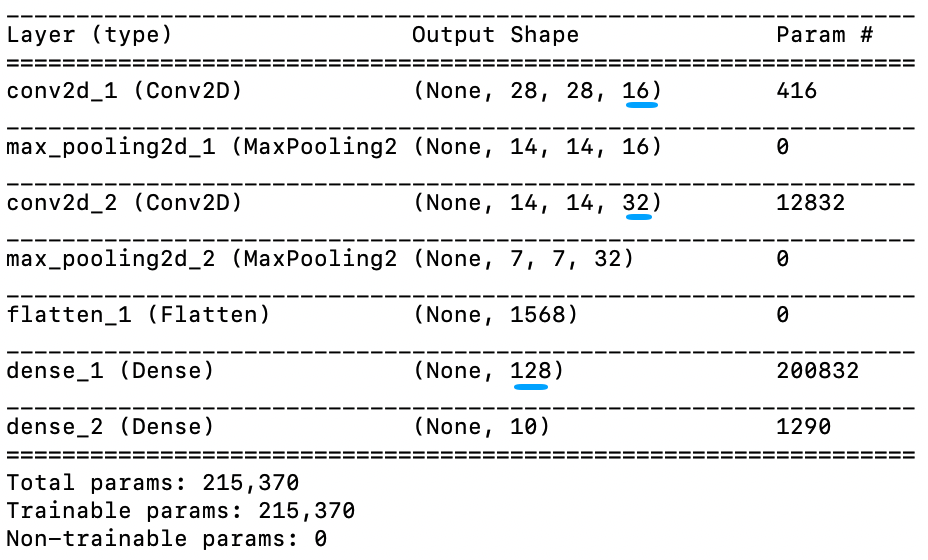 Layer (type) Output Shape Param #
conv2d_1 (Conv2D) (None, 28, 28, 16) 416
max_pooling2d_1 (MaxPooling2 (None, 14, 14, 16) 0
conv2d_2 (Conv2D) (None, 14, 14, 32) 12832
max_pooling2d_2 (MaxPooling2 (None, 7, 7, 32) 0
flatten_1 (Flatten) (None, 1568) 0
dense_1 (Dense) (None, 128) 200832
dense_2 (Dense) (None, 10) 1290
Total params: 215,370
Trainable params: 215,370
Non-trainable params: 0